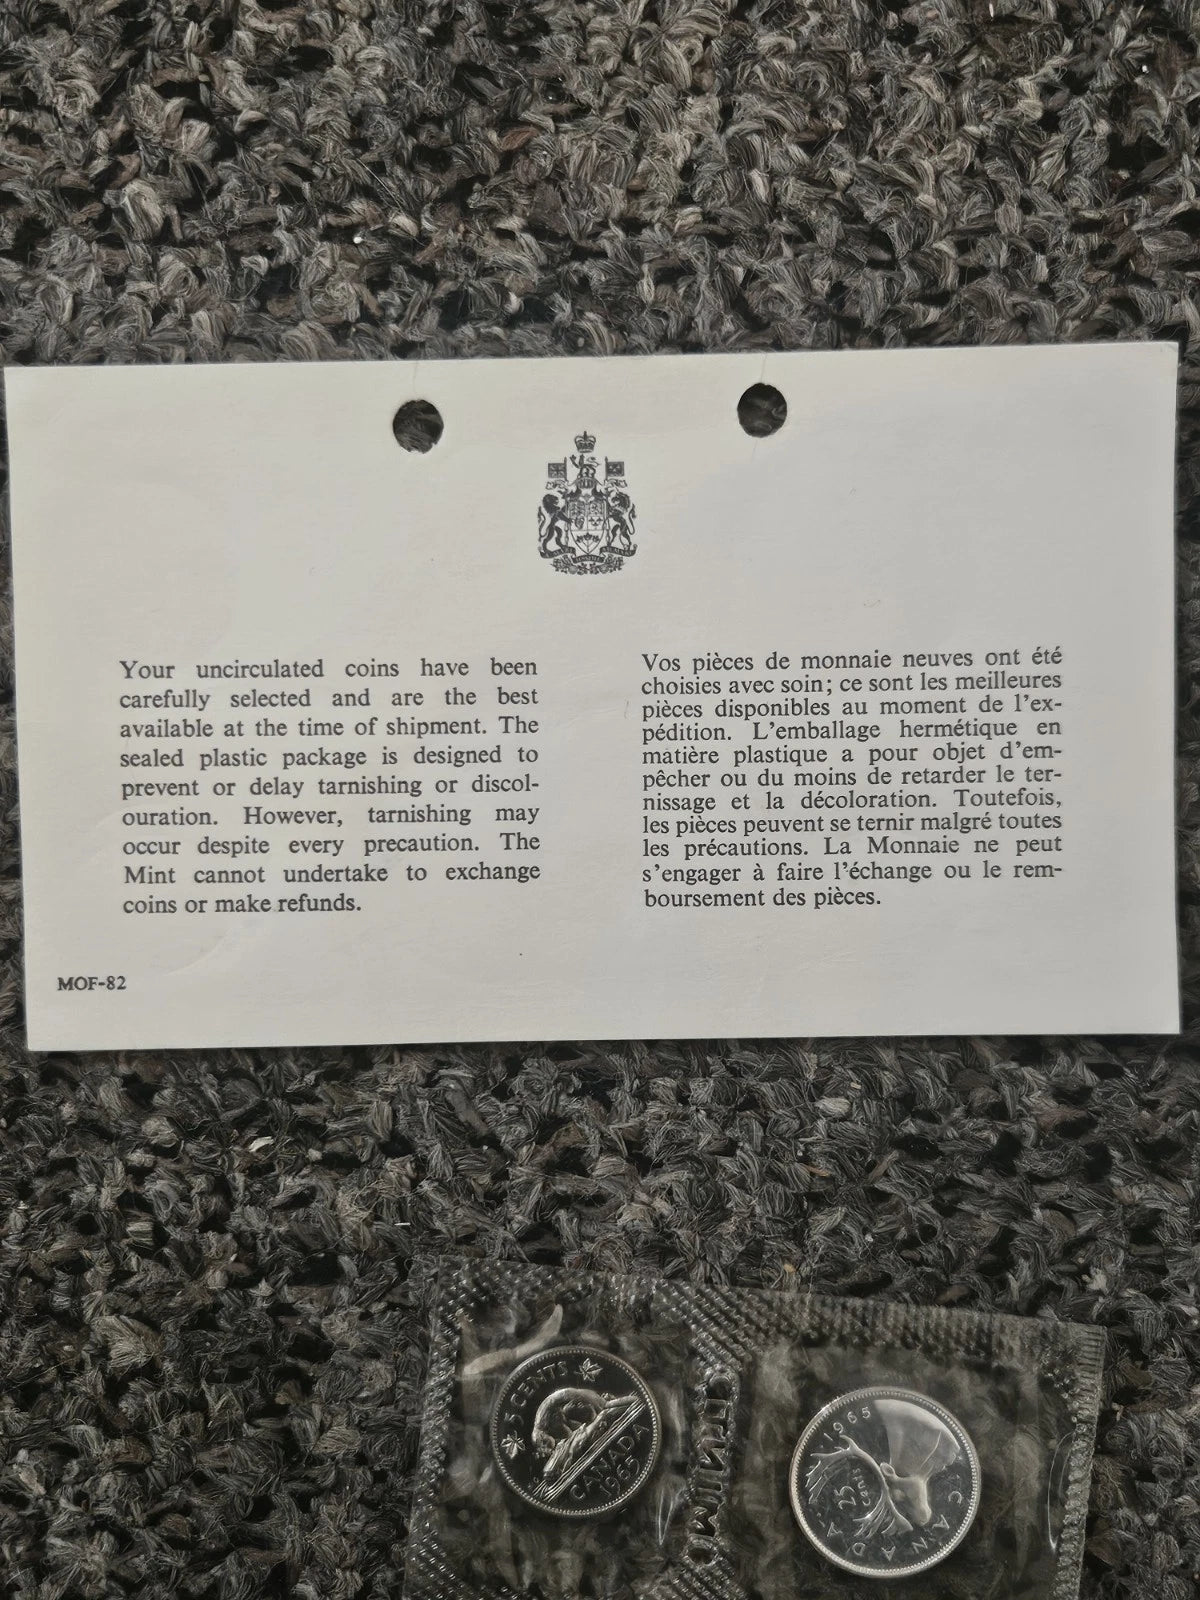 Your uncirculated coins have been
carefully selected and are the best
available at the time of shipment. The
sealed plastic package is designed to
prevent or delay tarnishing or discol-
ouration. However, tarnishing may
occur despite every precaution. The
Mint cannot undertake to exchange
coins or make refunds.
Vos pièces de monnaie neuves ont été
choisies avec soin; ce sont les meilleures
pièces disponibles au moment de l'ex-
pédition. L'emballage hermétique en
matière plastique a pour objet d'em-
pêcher ou du moins de retarder le ter-
nissage et la décoloration. Toutefois,
les pièces peuvent se ternir malgré toutes
les précautions. La Monnaie ne peut
s'engager à faire l'échange ou le rem-
boursement des pièces.
MOF-82
5 CENTS
CANADA
1965
1965
25
cents
CANADA